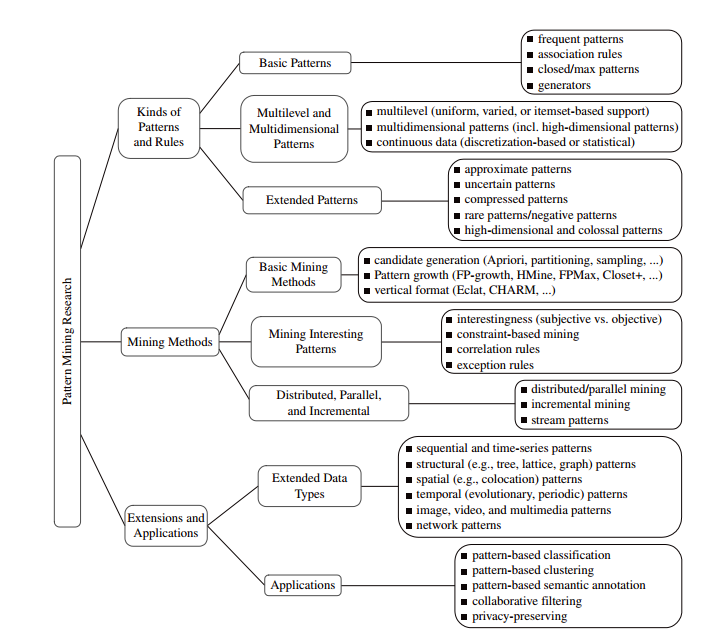 Pattern Mining Research
Kinds of
Patterns
and Rules
Basic Patterns
■ frequent patterns
■ association rules
■ closed/max patterns
■ generators
Multilevel and
Multidimensional
Patterns
■ multilevel (uniform, varied, or itemset-based support)
■ multidimensional patterns (incl. high-dimensional patterns)
■ continuous data (discretization-based or statistical)
Extended Patterns
■ approximate patterns
■ uncertain patterns
■ compressed patterns
■ rare patterns/negative patterns
■ high-dimensional and colossal patterns
Mining Methods
Basic Mining
Methods
■ candidate generation (Apriori, partitioning, sampling, ...)
■ Pattern growth (FP-growth, HMine, FPMax, Closet+, ...)
■ vertical format (Eclat, CHARM, ...)
Mining Interesting
Patterns
■ interestingness (subjective vs. objective)
■ constraint-based mining
■ correlation rules
■ exception rules
Distributed, Parallel,
and Incremental
■ distributed/parallel mining
■ incremental mining
■ stream patterns
Extensions and
Applications
Extended Data
Types
■ sequential and time-series patterns
■ structural (e.g., tree, lattice, graph) patterns
■ spatial (e.g., colocation) patterns
■ temporal (evolutionary, periodic) patterns
■ image, video, and multimedia patterns
■ network patterns
Applications
■ pattern-based classification
■ pattern-based clustering
■ pattern-based semantic annotation
■ collaborative filtering
■ privacy-preserving